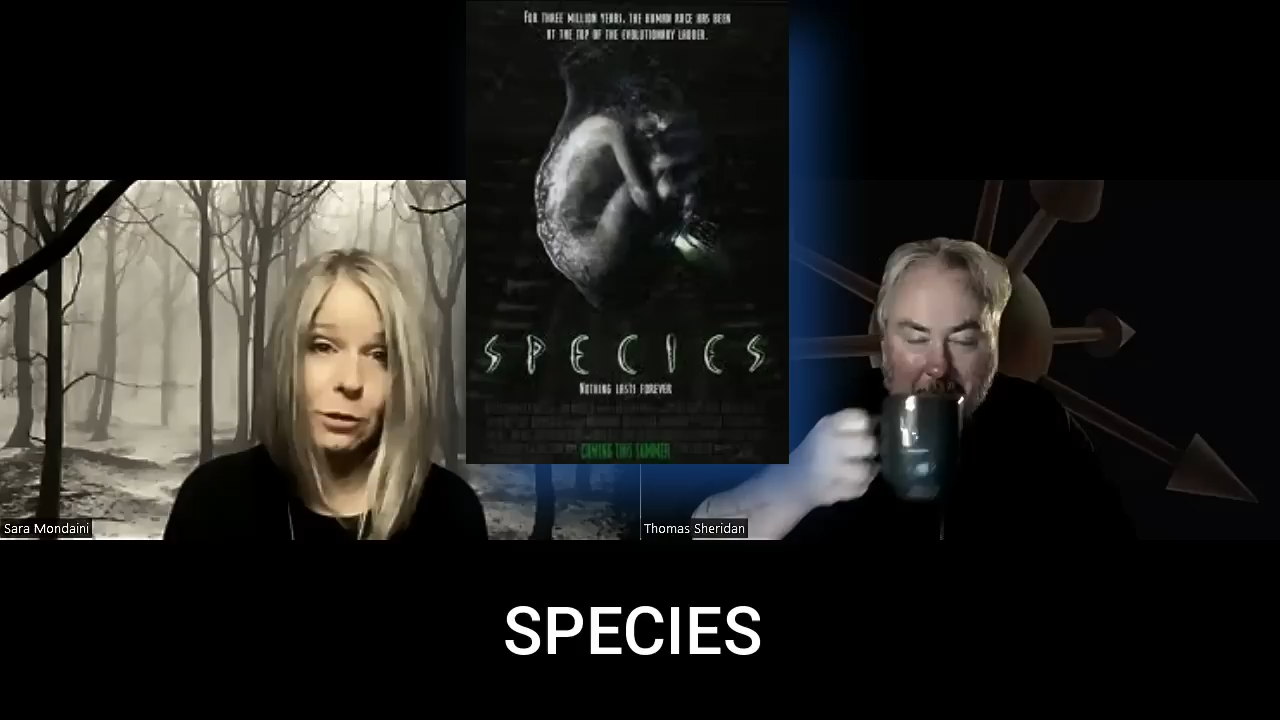 FOR THREE MILLION YEARS, THE HUMAN RACE HAS BEEN
AT THE TOP OF THE EVOLUTIONARY LADDER.
SPECIES
NOTHING LASTS FOREVER
COMING THIS SUMMER
Sara Mondaini
Thomas Sheridan
SPECIES